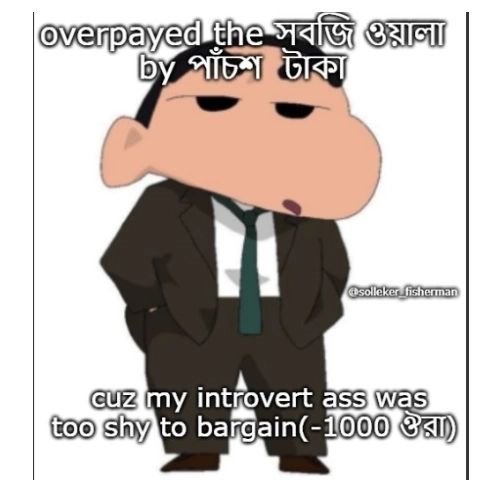 overpayed the সবজি ওয়ালা
by পাঁচশ টাকা
@solleker_fisherman
cuz my introvert ass was
too shy to bargain(-1000 ঔরা)